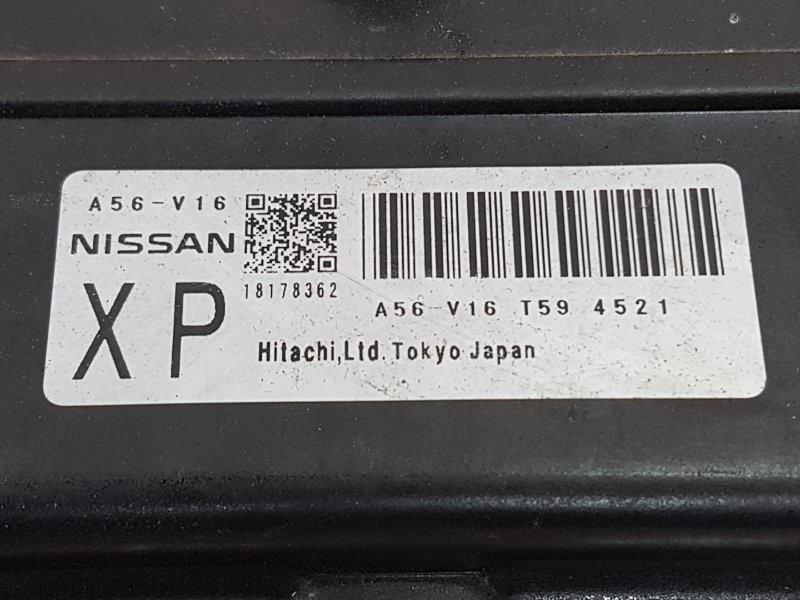 A56-V16
NISSAN
18178362
XP
A56-V16 T59 4521
Hitachi,Ltd. Tokyo Japan